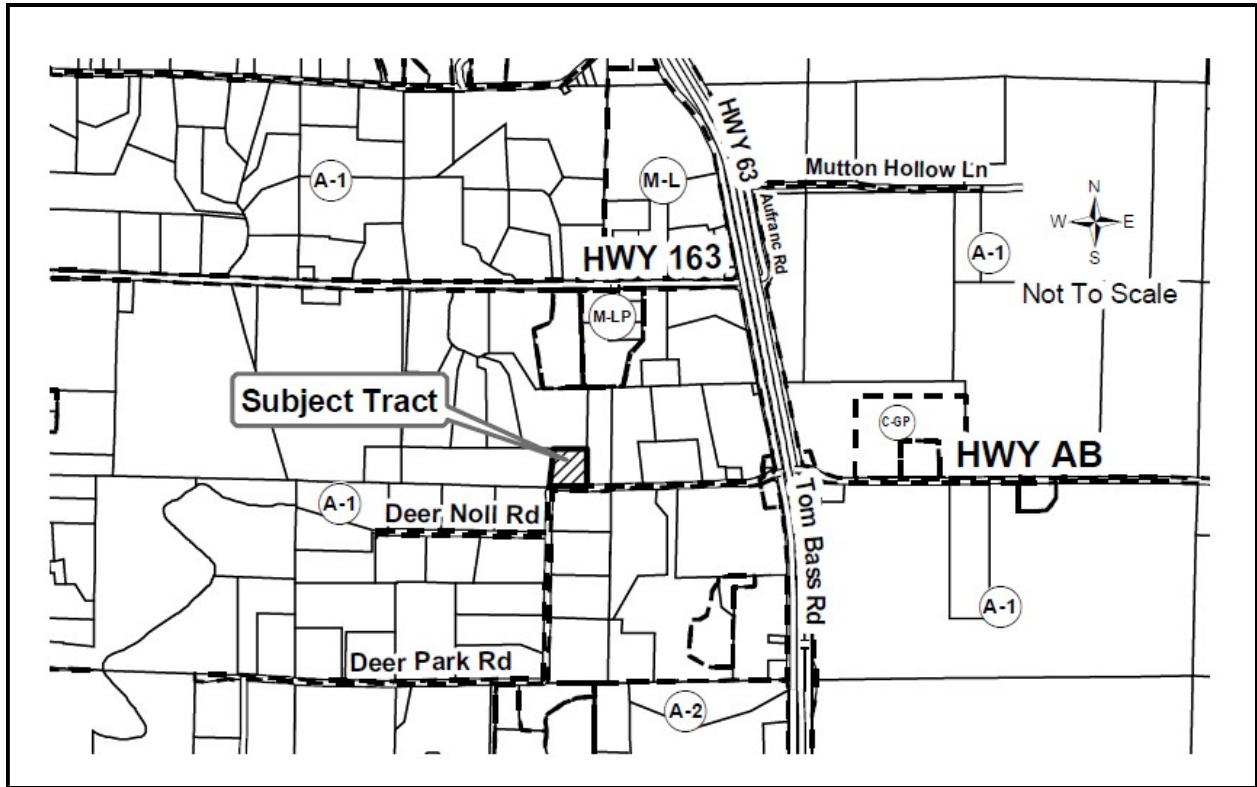 A-1
M-L
HWY 63
Mutton Hollow Ln
Aufranc Rd
N
W
E
S
A-1
HWY 163
Not To Scale
M-LP
Subject Tract
C-GP
HWY AB
A-1
Deer Noll Rd
Tom Bass Rd
A-1
Deer Park Rd
A-2